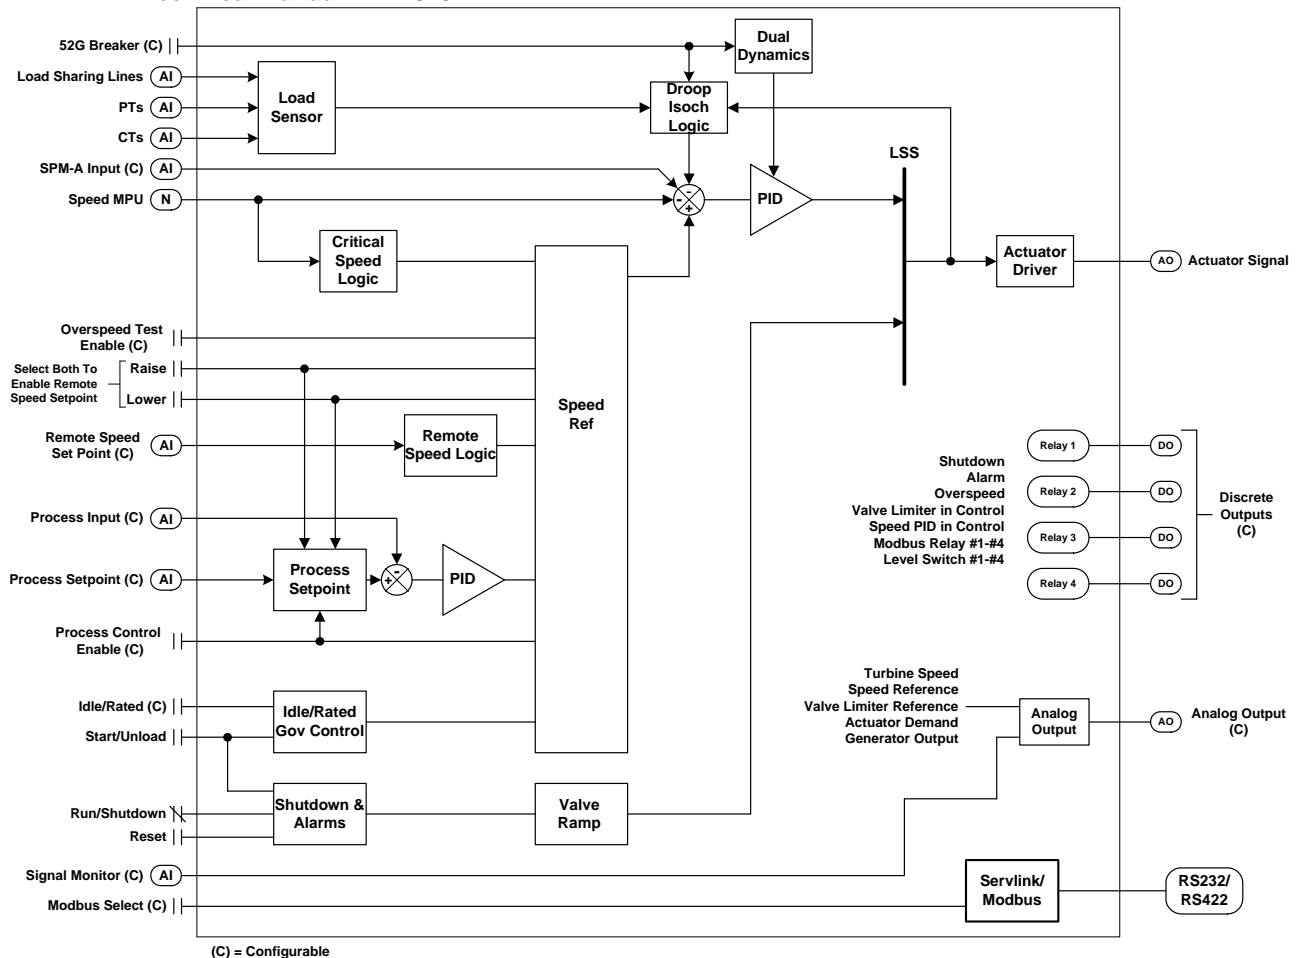 52G Breaker (C)
Load Sharing Lines
AI
PTs
AI
CTs
AI
SPM-A Input (C)
AI
Speed MPU
N
Load
Sensor
Dual
Dynamics
Droop
Isoch
Logic
LSS
-
-
+
PID
Critical
Speed
Logic
Actuator
Driver
AO
Actuator Signal
Overspeed Test
Enable (C)
Select Both To
Enable Remote
Speed Setpoint
Raise
Lower
Remote Speed
Set Point (C)
AI
Remote
Speed Logic
Speed
Ref
Process Input (C)
AI
Process Setpoint (C)
AI
Process
Setpoint
+
-
PID
Process Control
Enable (C)
Shutdown
Alarm
Overspeed
Valve Limiter in Control
Speed PID in Control
Modbus Relay #1-#4
Level Switch #1-#4
Relay 1
DO
Relay 2
DO
Relay 3
DO
Relay 4
DO
Discrete
Outputs
(C)
Idle/Rated (C)
Start/Unload
Idle/Rated
Gov Control
Turbine Speed
Speed Reference
Valve Limiter Reference
Actuator Demand
Generator Output
Analog
Output
AO
Analog Output
(C)
Run/Shutdown
Reset
Shutdown &
Alarms
Valve
Ramp
Signal Monitor (C)
AI
Modbus Select (C)
Servlink/
Modbus
RS232/
RS422
(C) = Configurable